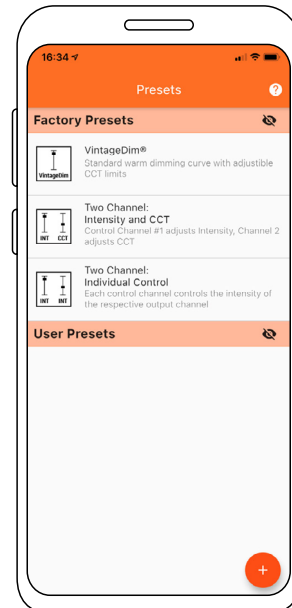 16:34
Presets
?
Factory Presets
VintageDim
VintageDim®
Standard warm dimming curve with adjustible
CCT limits
INT CCT
Two Channel:
Intensity and CCT
Control Channel #1 adjusts Intensity, Channel 2
adjusts CCT
INT INT
Two Channel:
Individual Control
Each control channel controls the intensity of
the respective output channel
User Presets
+